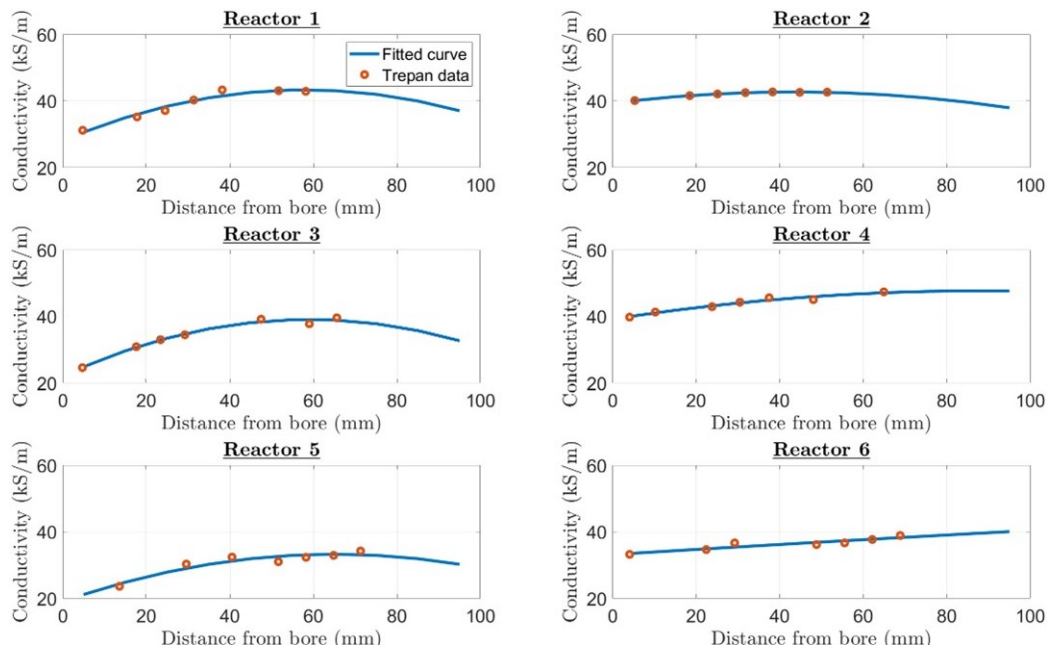 Reactor 1
60
40
20
0 20 40 60 80 100
Conductivity (kS/m)
Distance from bore (mm)
Fitted curve
Trepan data
Reactor 2
60
40
20
0 20 40 60 80 100
Conductivity (kS/m)
Distance from bore (mm)
Reactor 3
60
40
20
0 20 40 60 80 100
Conductivity (kS/m)
Distance from bore (mm)
Reactor 4
60
40
20
0 20 40 60 80 100
Conductivity (kS/m)
Distance from bore (mm)
Reactor 5
60
40
20
0 20 40 60 80 100
Conductivity (kS/m)
Distance from bore (mm)
Reactor 6
60
40
20
0 20 40 60 80 100
Conductivity (kS/m)
Distance from bore (mm)